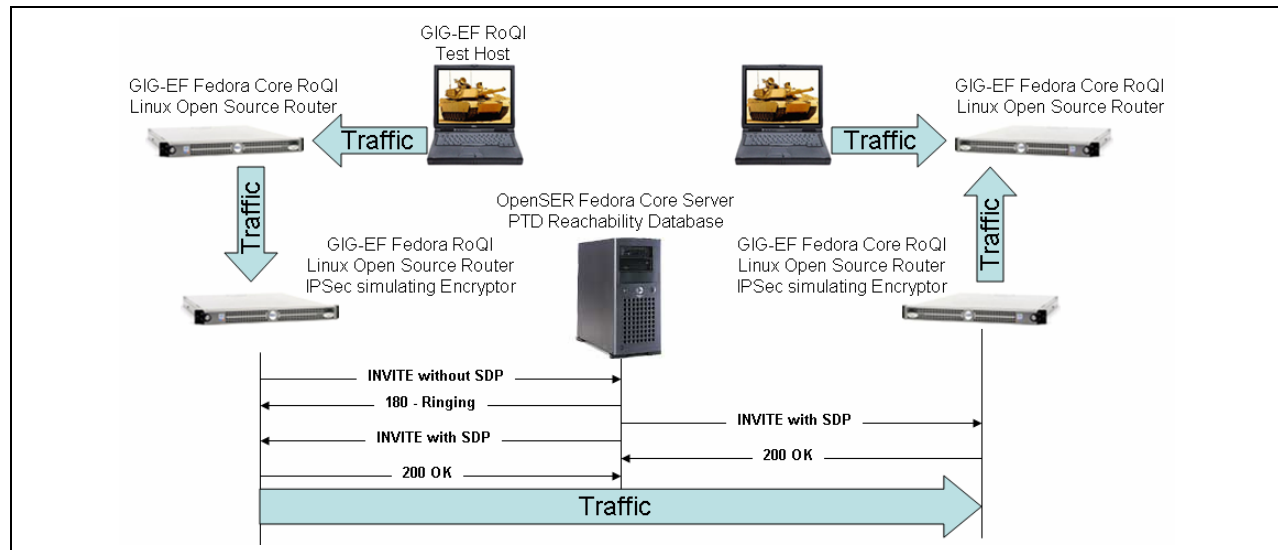 GIG-EF RoQI
Test Host
GIG-EF Fedora Core RoQI
Linux Open Source Router
Traffic
Traffic
GIG-EF Fedora Core RoQI
Linux Open Source Router
Traffic
OpenSER Fedora Core Server
PTD Reachability Database
Traffic
GIG-EF Fedora RoQI
Linux Open Source Router
IPSec simulating Encryptor
GIG-EF Fedora Core RoQI
Linux Open Source Router
IPSec simulating Encryptor
INVITE without SDP
180 - Ringing
INVITE with SDP
INVITE with SDP
200 OK
200 OK
Traffic